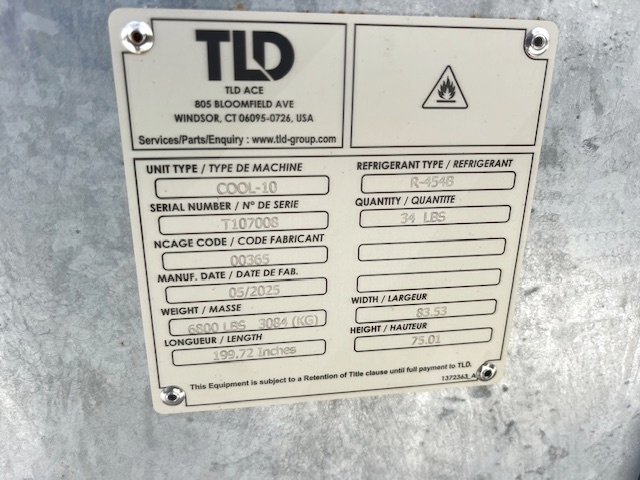 TLD
TLD ACE
805 BLOOMFIELD AVE
WINDSOR, CT 06095-0726, USA
Services/Parts/Enquiry : www.tld-group.com
UNIT TYPE / TYPE DE MACHINE
COOL-10
SERIAL NUMBER / N° DE SERIE
T107008
NCAGE CODE / CODE FABRICANT
00365
MANUF. DATE / DATE DE FAB.
05/2025
WEIGHT / MASSE
6800 LBS 3084 (KG)
LONGUEUR / LENGTH
199.72 Inches
REFRIGERANT TYPE / REFRIGERANT
R-454B
QUANTITY / QUANTITE
34 LBS
WIDTH / LARGEUR
83.53
HEIGHT / HAUTEUR
75.01
This Equipment is subject to a Retention of Title clause until full payment to TLD.
1372363_A